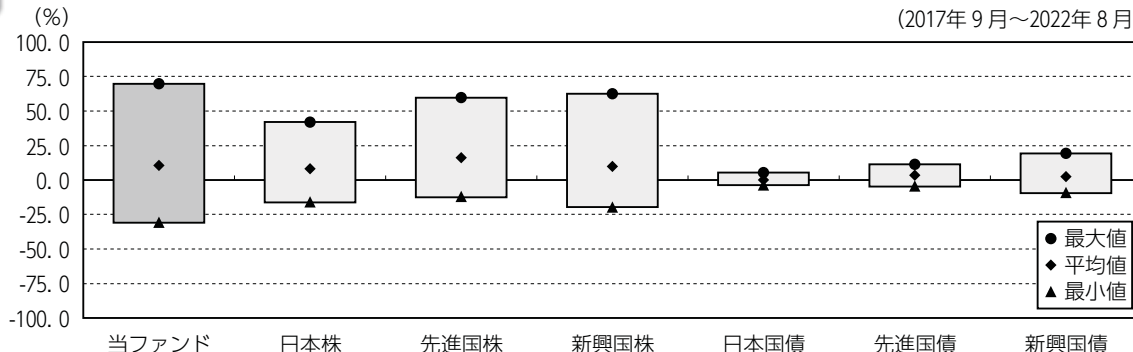 (%)
(2017年9月～2022年8月
100.0
75.0
50.0
25.0
0.0
-25.0
-50.0
-75.0
-100.0
● 最大値
◆ 平均値
▲ 最小値
当ファンド 日本株 先進国株 新興国株 日本国債 先進国債 新興国債